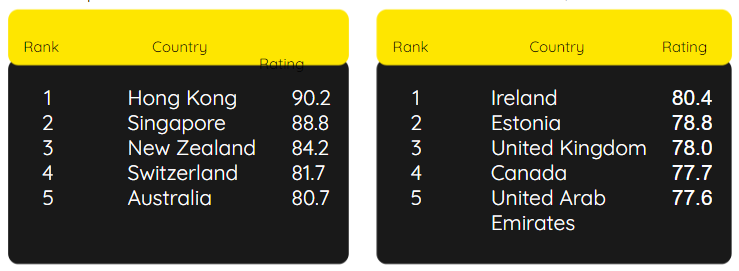 Rank Country Rating
1 Hong Kong 90.2
2 Singapore 88.8
3 New Zealand 84.2
4 Switzerland 81.7
5 Australia 80.7
Rank Country Rating
1 Ireland 80.4
2 Estonia 78.8
3 United Kingdom 78.0
4 Canada 77.7
5 United Arab 77.6
Emirates